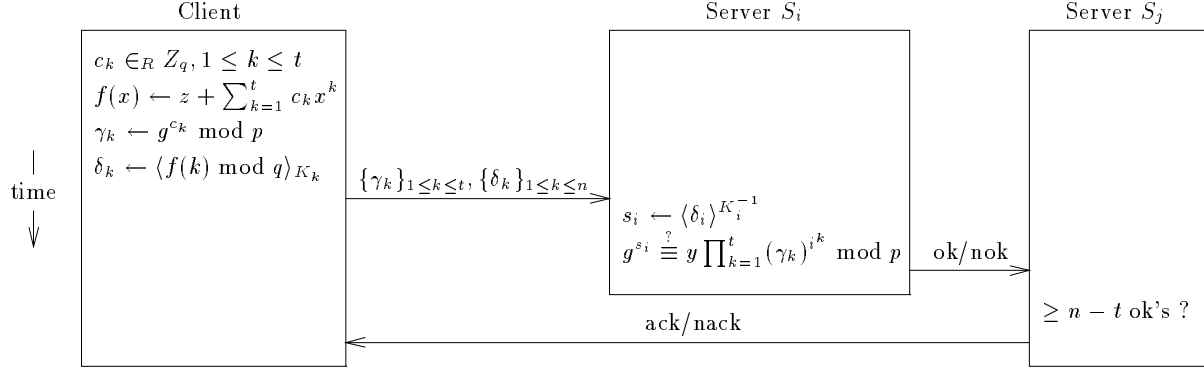 Client
Server S_i
Server S_j
c_k ∈_R Z_q, 1 ≤ k ≤ t
f(x) ← z + ∑_{k=1}^{t} c_k x^k
γ_k ← g^{c_k} mod p
δ_k ← ⟨f(k) mod q⟩_{K_k}
time
{γ_k}_{1≤k≤t}, {δ_k}_{1≤k≤n}
s_i ← ⟨δ_i⟩^{K_i^{-1}}
g^{s_i} ≟≡ y ∏_{k=1}^{t} (γ_k)^{i^k} mod p
ok/nok
≥ n − t ok's ?
ack/nack